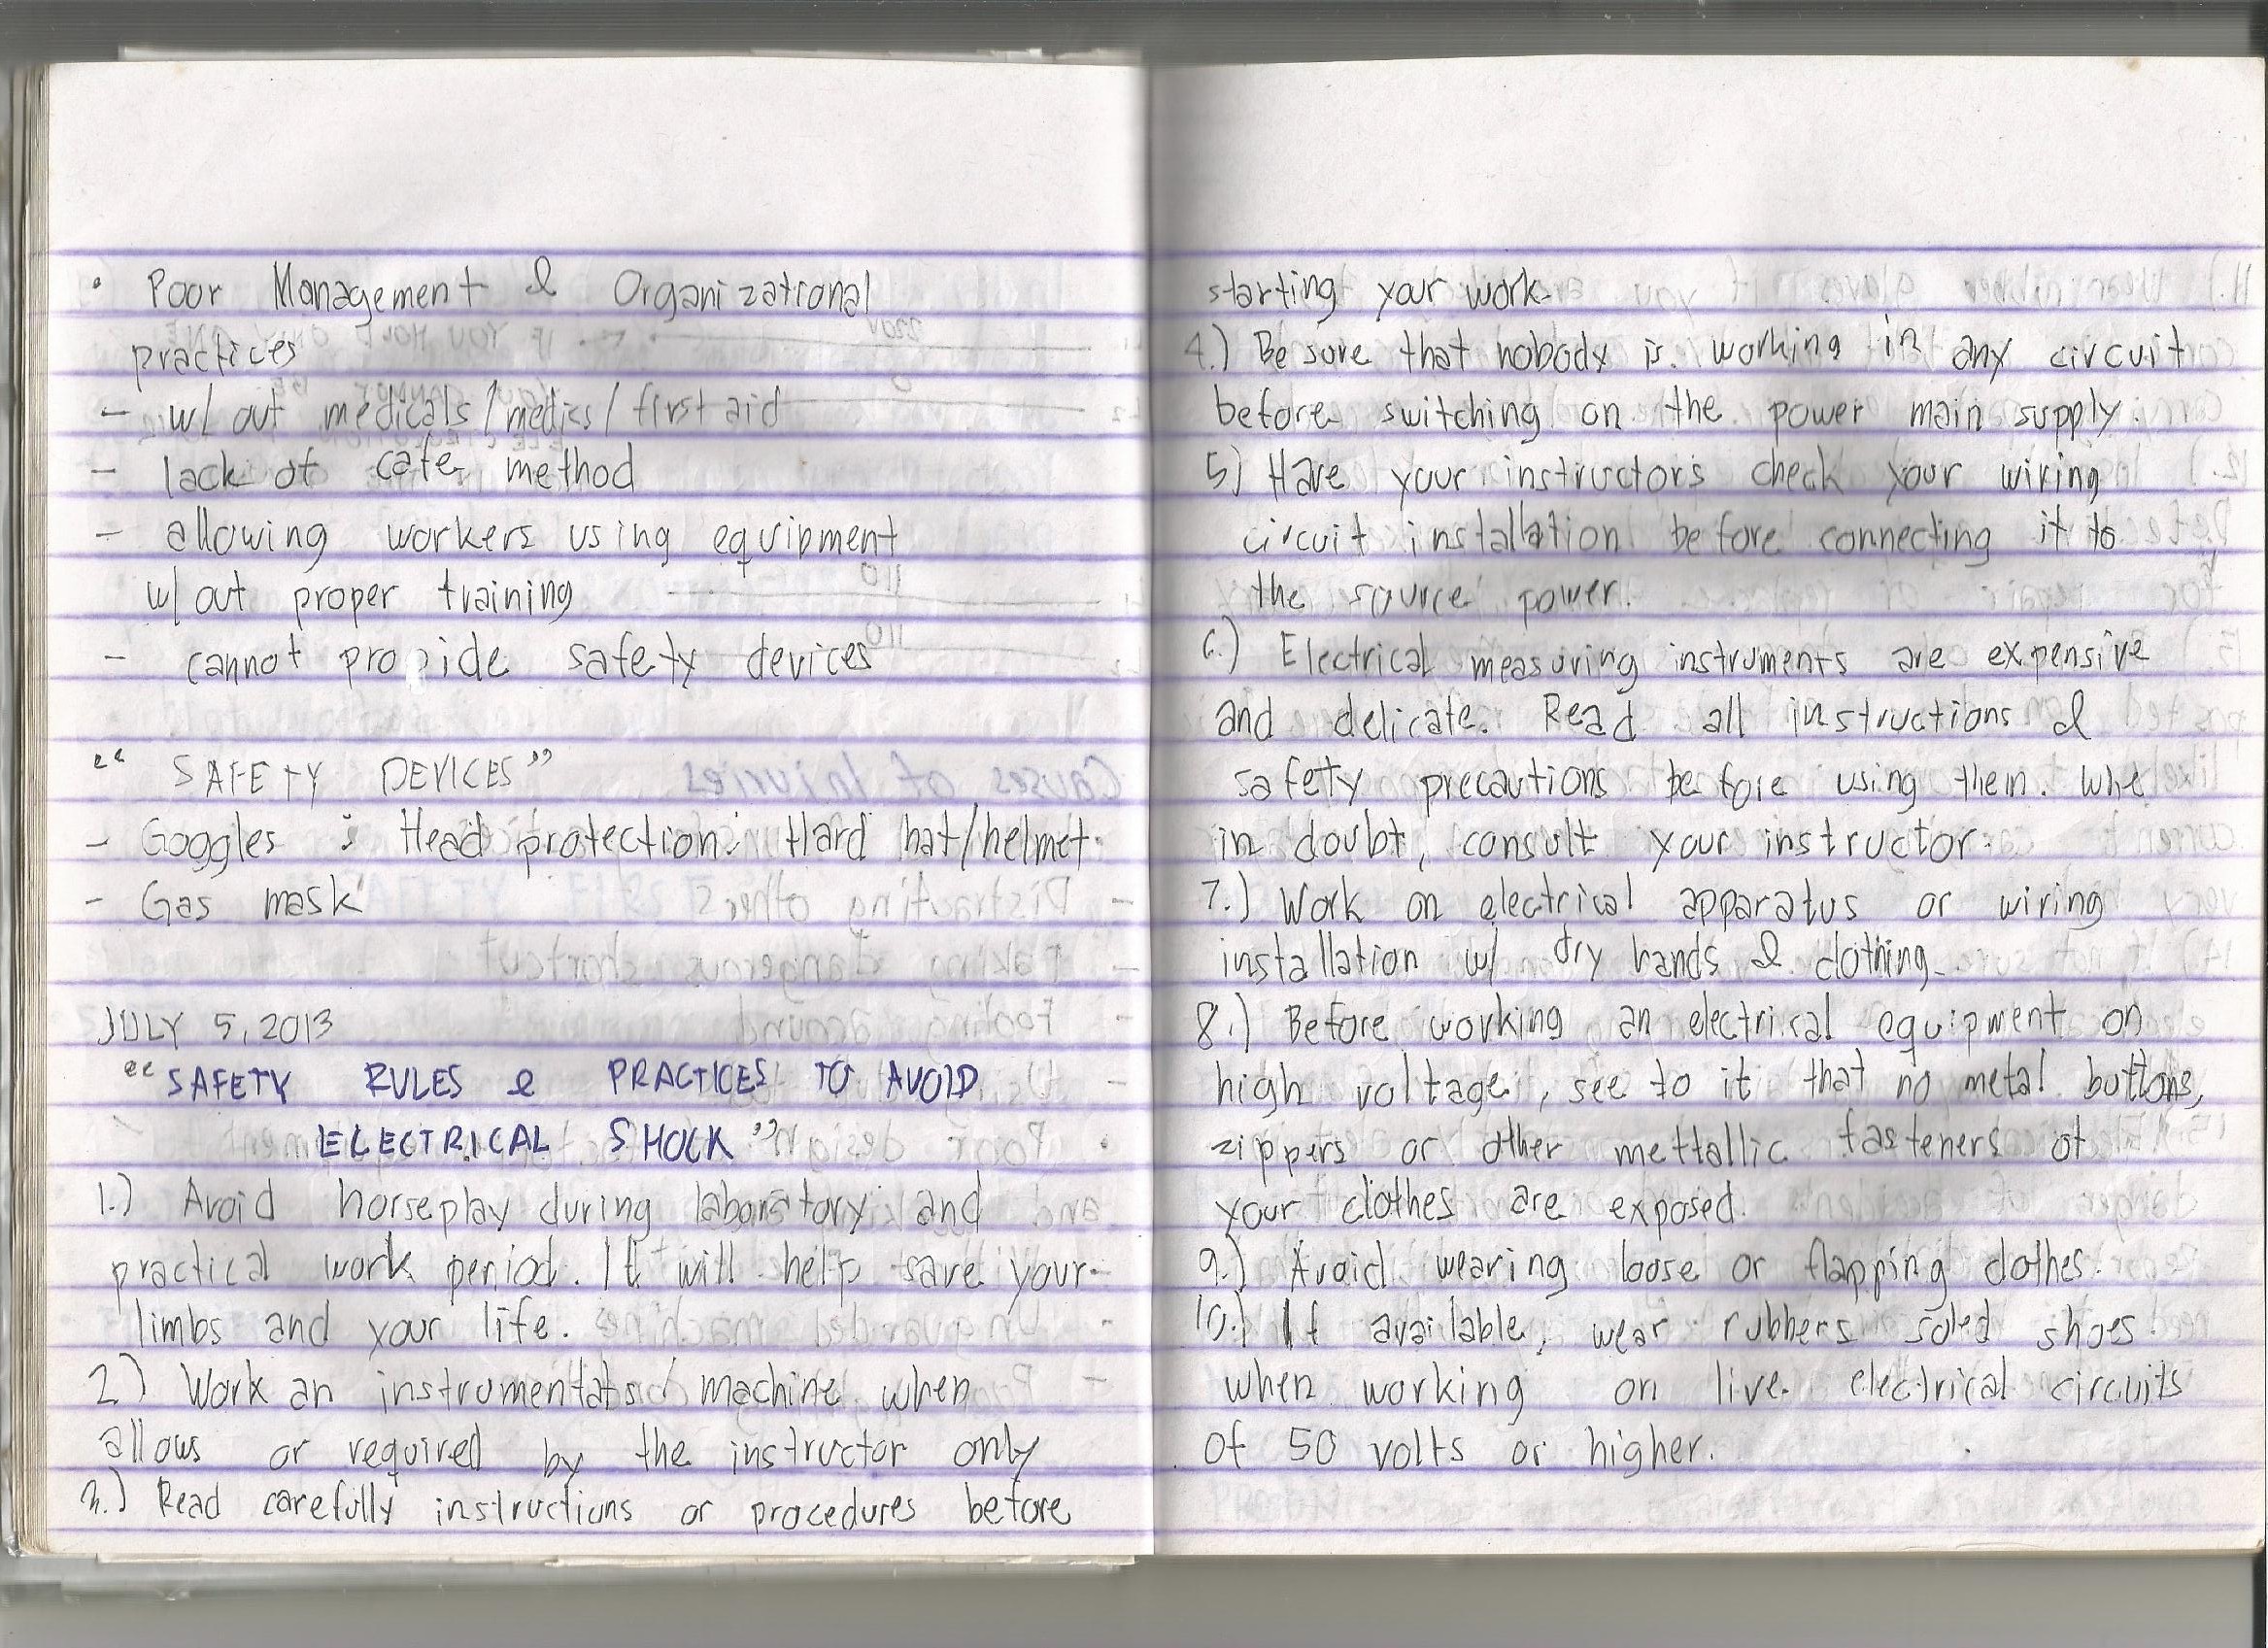 • Poor Management & Organizational
practices
- w/ out medicals/medics/first aid
- lack of cafe method
- allowing workers using equipment
w/ out proper training
- cannot propide safety devices
"SAFETY DEVICES"
- Goggles ; Head protection: Hard hat/helmet.
- Gas mask
JULY 5, 2013
"SAFETY RULES & PRACTICES TO AVOID
ELECTRICAL SHOCK"
1.) Avoid horseplay during laboratory and
practical work period. It will help save your
limbs and your life.
2) Work an machine when
allows or required by the instructor only
3.) Read carefully instructions or procedures before
starting your work.
4.) Be sure that nobody is working in any circuit
before switching on the power main supply.
5) Have your instructors check your wiring
circuit installation before connecting it to
the source power.
6.) Electrical measuring instruments are expensive
and delicate. Read all instructions &
safety precautions before using them. Whe
in doubt, consult your instructor.
7.) Work on electrical apparatus or wiring
installation w/ dry hands & clothing.
8.) Before working an electrical equipment on
high voltage, see to it that no metal buttons,
zippers or other mettallic fasteners of
your clothes are exposed.
9.) Avoid wearing loose or flapping clothes.
10.) If available, wear rubbers soled shoes
when working on live electrical circuits
of 50 volts or higher.